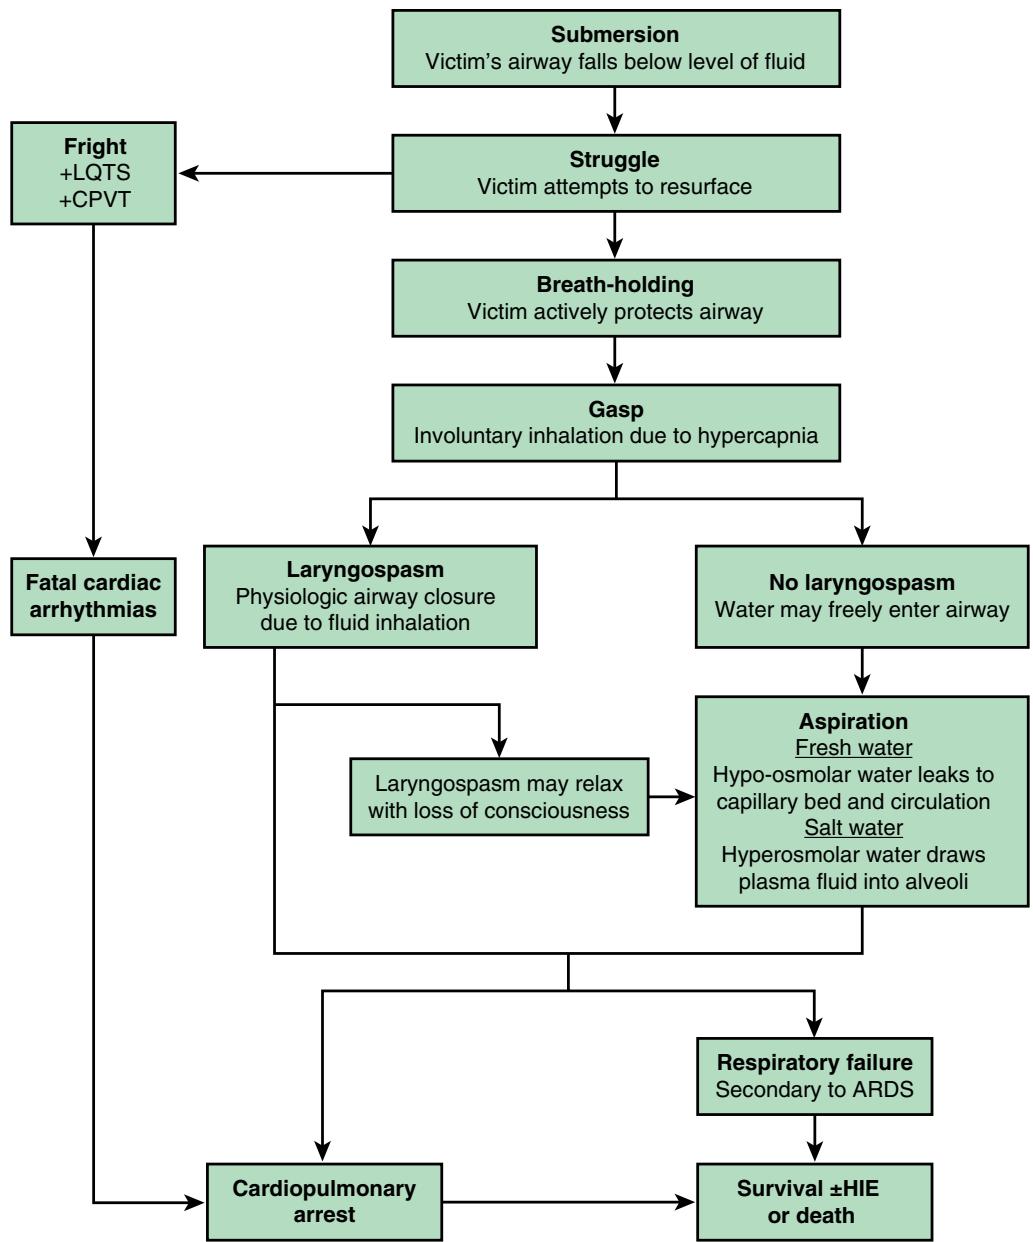 Submersion
Victim's airway falls below level of fluid
Fright
+LQTS
+CPVT
Struggle
Victim attempts to resurface
Breath-holding
Victim actively protects airway
Gasp
Involuntary inhalation due to hypercapnia
Fatal cardiac
arrhythmias
Laryngospasm
Physiologic airway closure
due to fluid inhalation
No laryngospasm
Water may freely enter airway
Laryngospasm may relax
with loss of consciousness
Aspiration
Fresh water
Hypo-osmolar water leaks to
capillary bed and circulation
Salt water
Hyperosmolar water draws
plasma fluid into alveoli
Respiratory failure
Secondary to ARDS
Cardiopulmonary
arrest
Survival ±HIE
or death